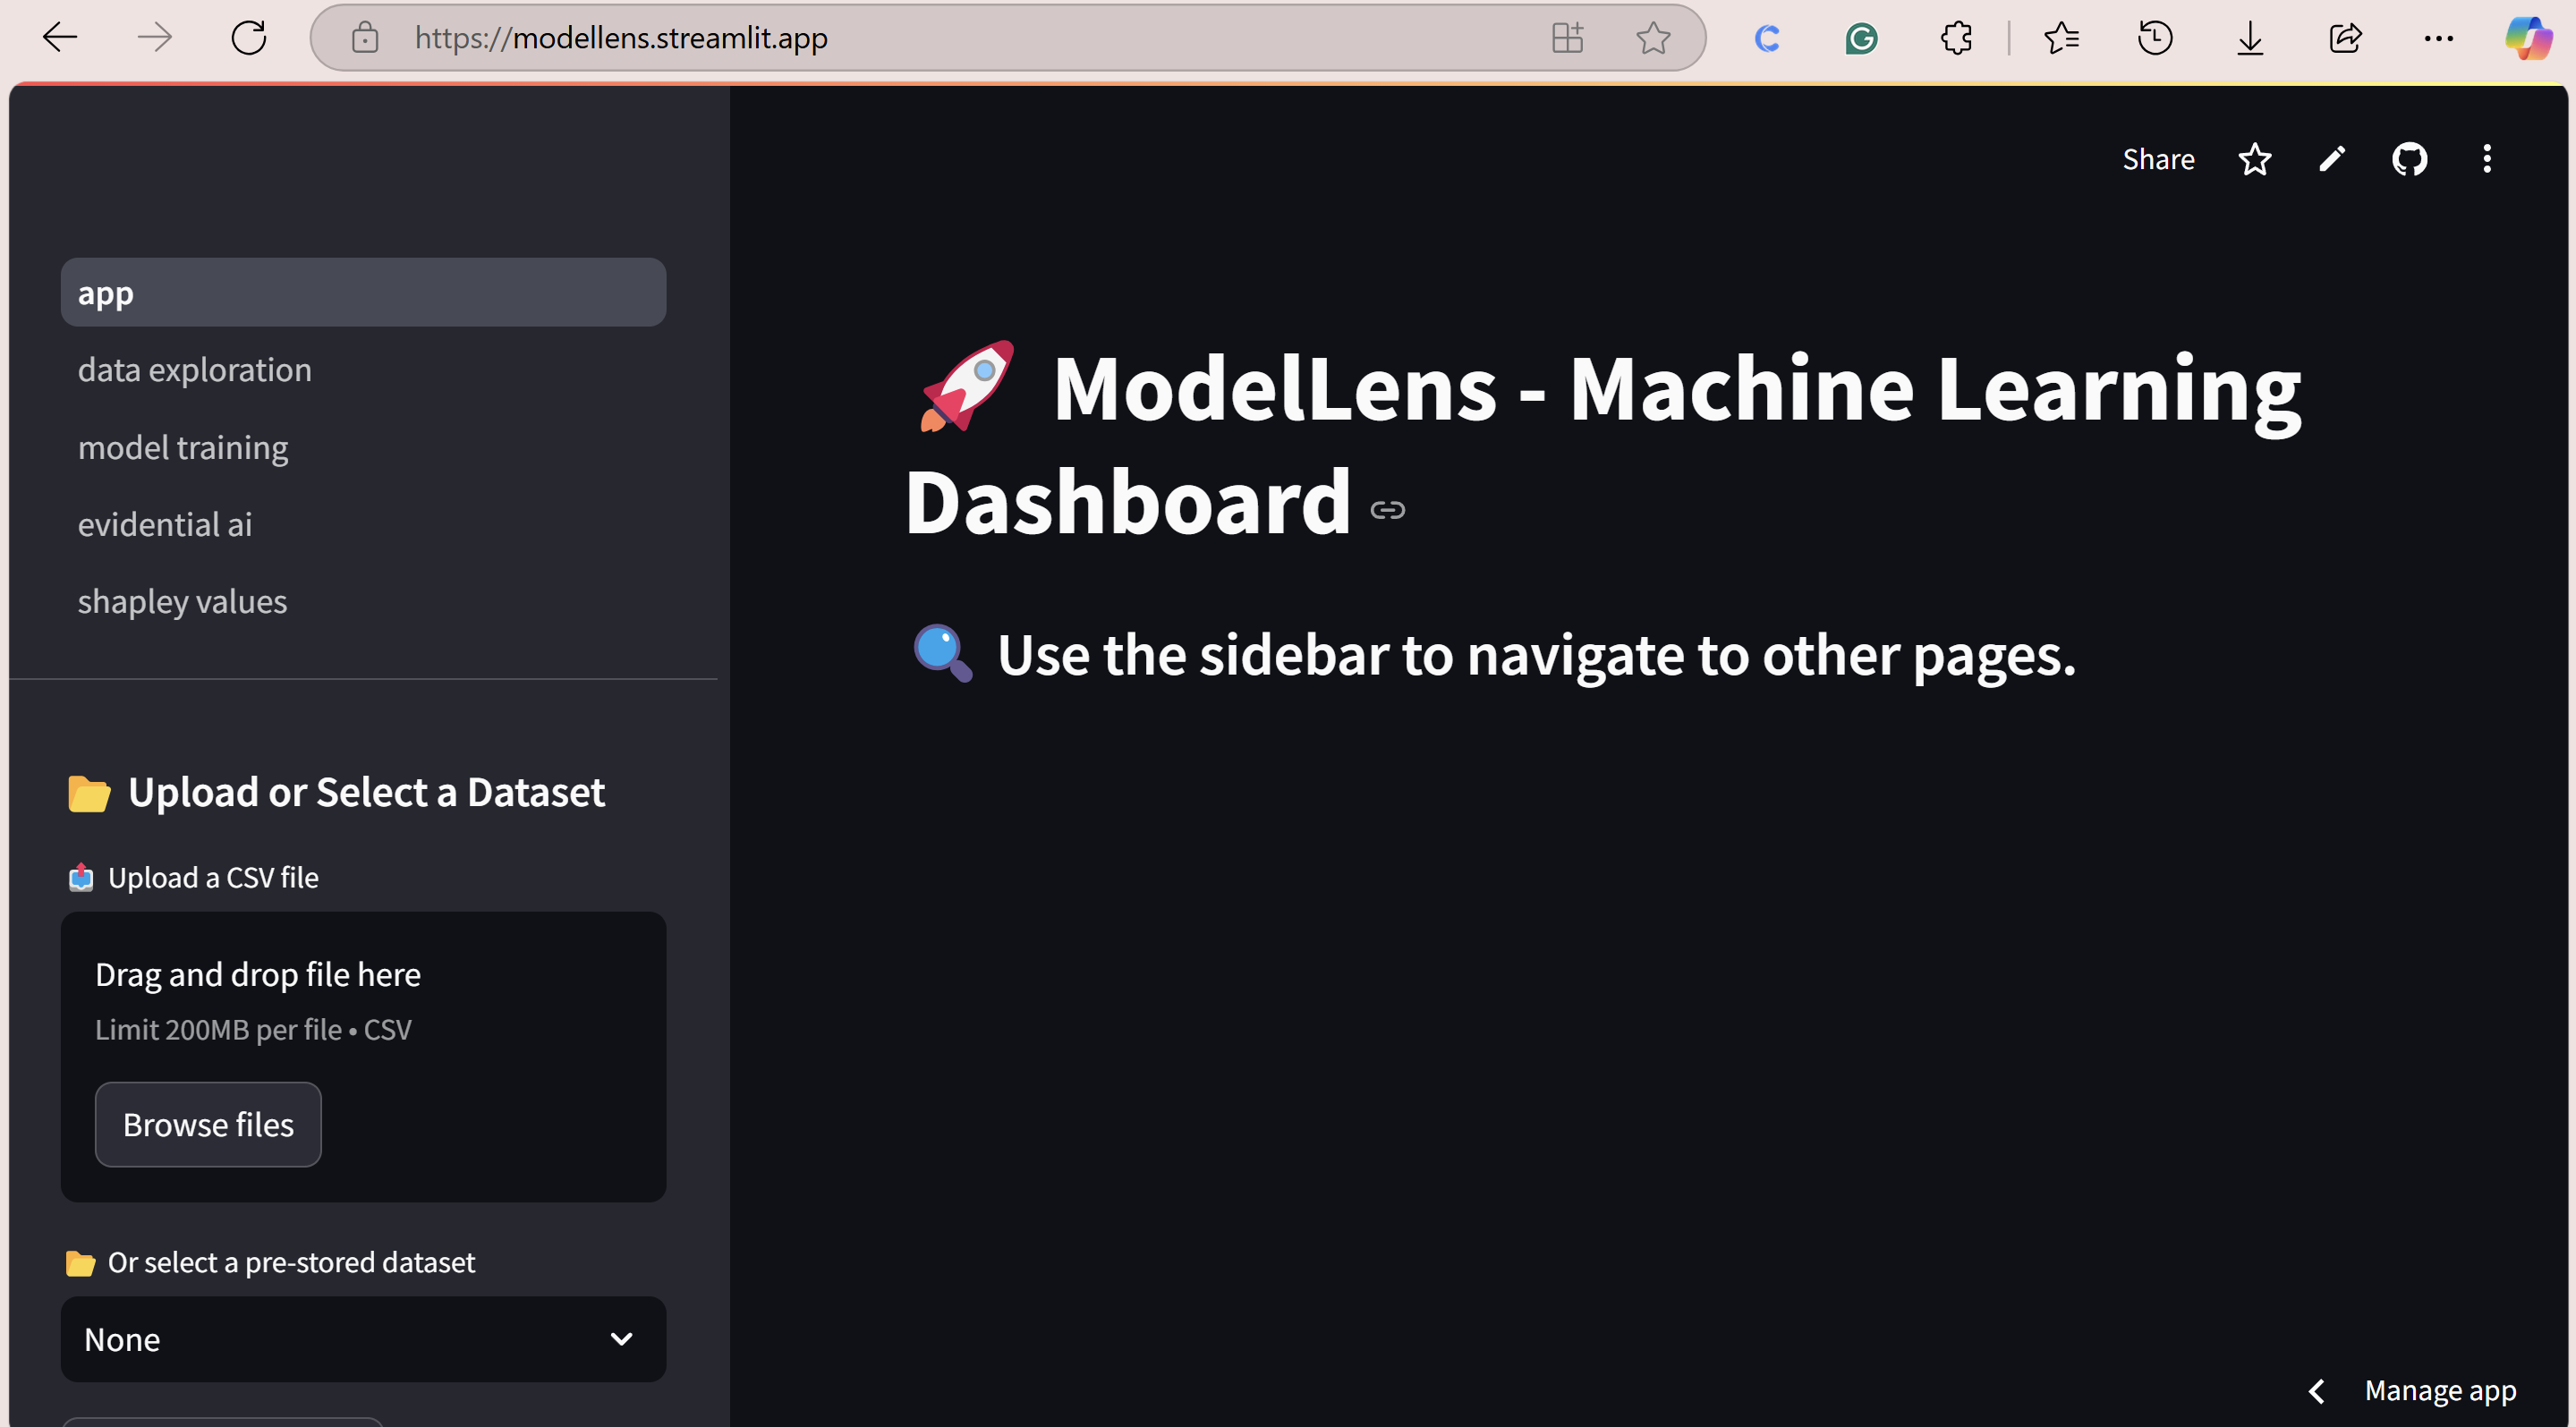 https://modellens.streamlit.app
Share
app
data exploration
model training
evidential ai
shapley values
Upload or Select a Dataset
Upload a CSV file
Drag and drop file here
Limit 200MB per file • CSV
Browse files
Or select a pre-stored dataset
None
ModelLens - Machine Learning
Dashboard
Use the sidebar to navigate to other pages.
Manage app